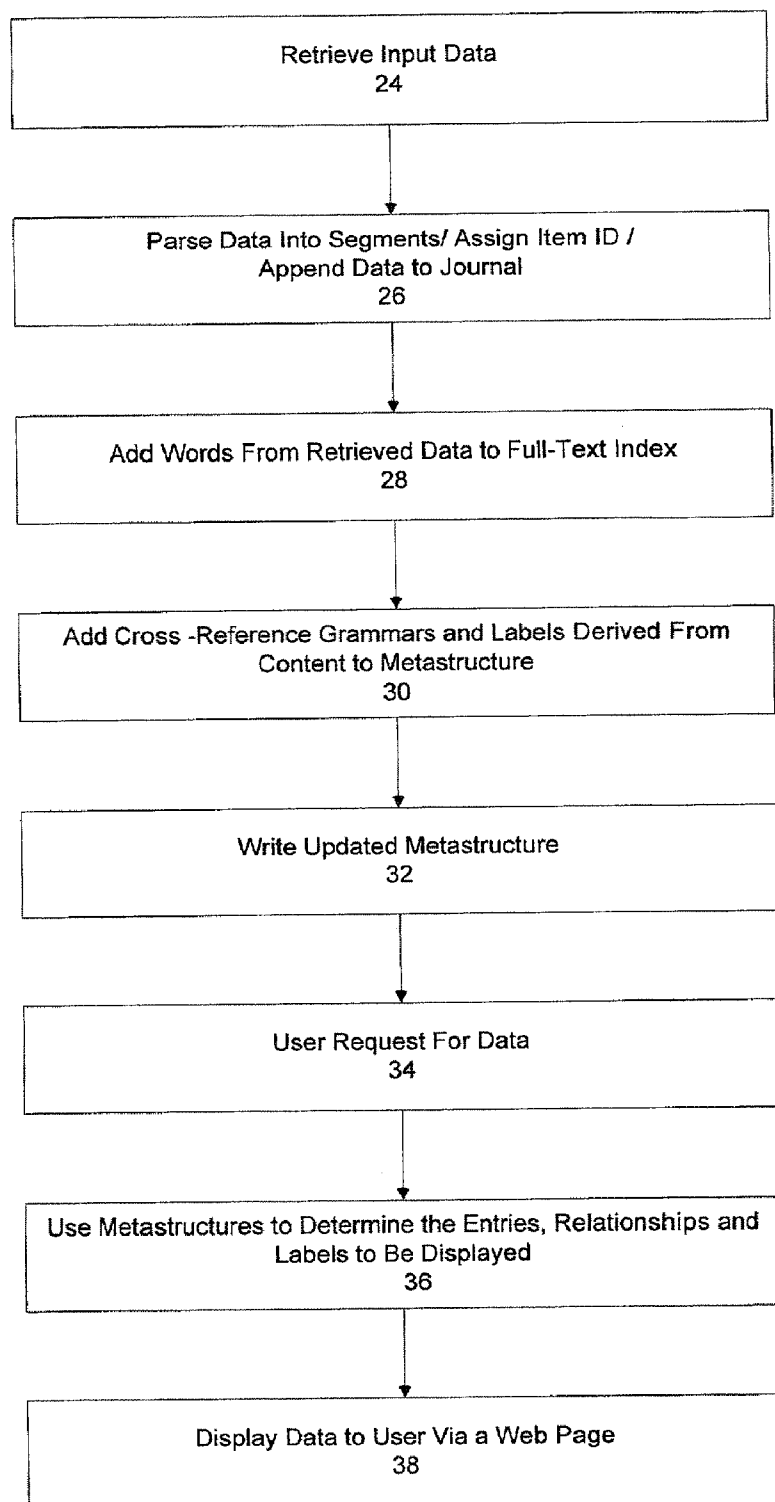 Retrieve Input Data
24
Parse Data Into Segments/ Assign Item ID /
Append Data to Journal
26
Add Words From Retrieved Data to Full-Text Index
28
Add Cross -Reference Grammars and Labels Derived From
Content to Metastructure
30
Write Updated Metastructure
32
User Request For Data
34
Use Metastructures to Determine the Entries, Relationships and
Labels to Be Displayed
36
Display Data to User Via a Web Page
38